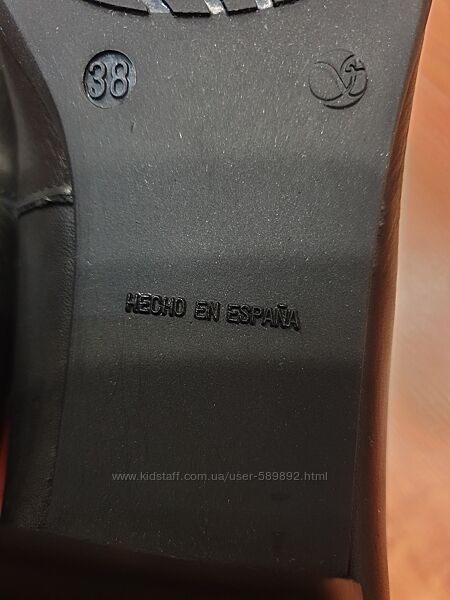 38
HECHO EN ESPAÑA
www.kidstaff.com.ua/user-589892.html